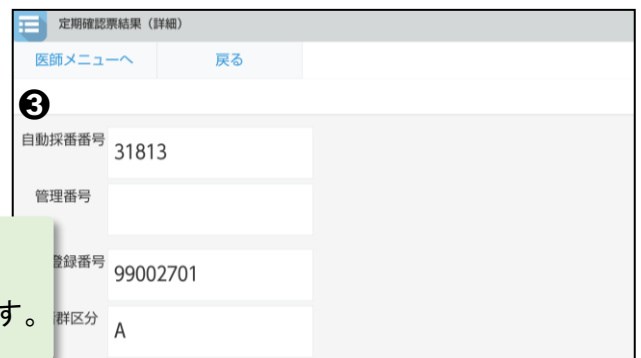 定期確認票結果（詳細）
医師メニューへ 戻る
❸
自動採番番号 31813
管理番号
登録番号 99002701
す。
群区分 A